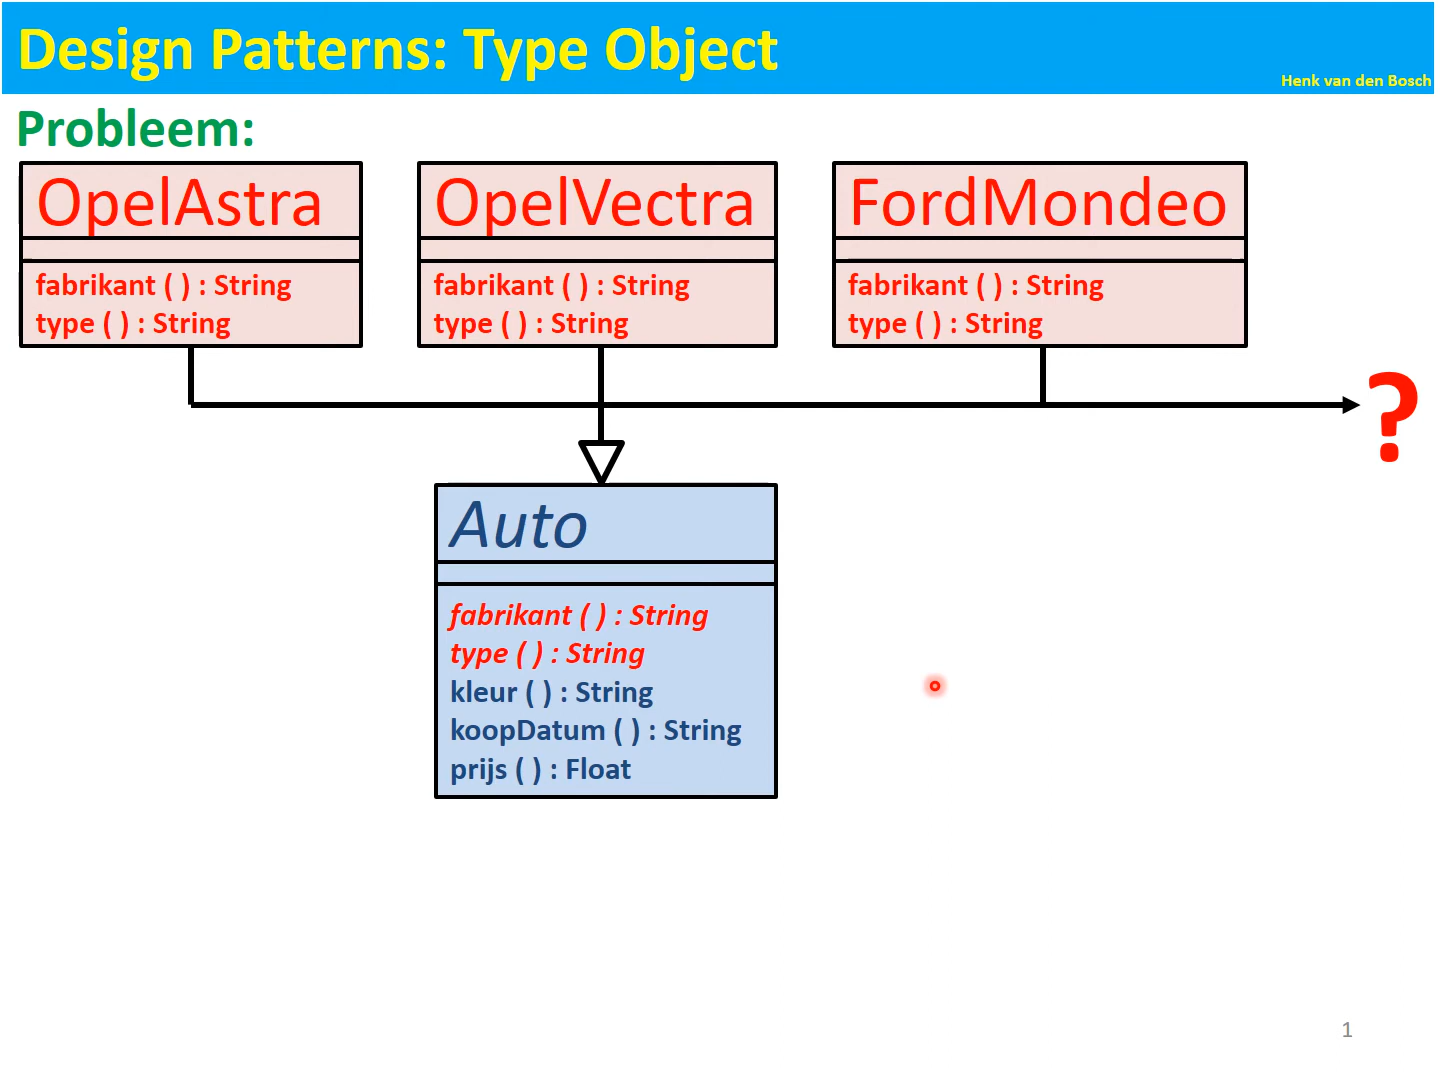 Design Patterns: Type Object
Henk van den Bosch
Probleem:
OpelAstra
fabrikant ( ) : String
type ( ) : String
OpelVectra
fabrikant ( ) : String
type ( ) : String
FordMondeo
fabrikant ( ) : String
type ( ) : String
?
Auto
fabrikant ( ) : String
type ( ) : String
kleur ( ) : String
koopDatum ( ) : String
prijs ( ) : Float
1